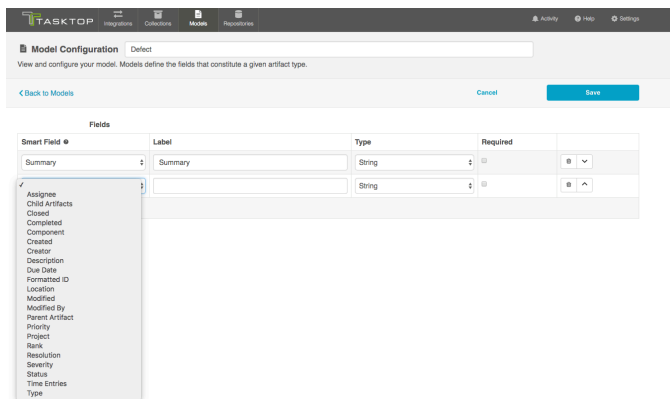 TASKTOP
Integrations
Collections
Models
Repositories
Activity
Help
Settings
Model Configuration
Defect
View and configure your model. Models define the fields that constitute a given artifact type.
Back to Models
Cancel
Save
Fields
Smart Field
Label
Type
Required
Summary
Summary
String
String
Assignee
Child Artifacts
Closed
Completed
Component
Created
Creator
Description
Due Date
Formatted ID
Location
Modified
Modified By
Parent Artifact
Priority
Project
Rank
Resolution
Severity
Status
Time Entries
Type